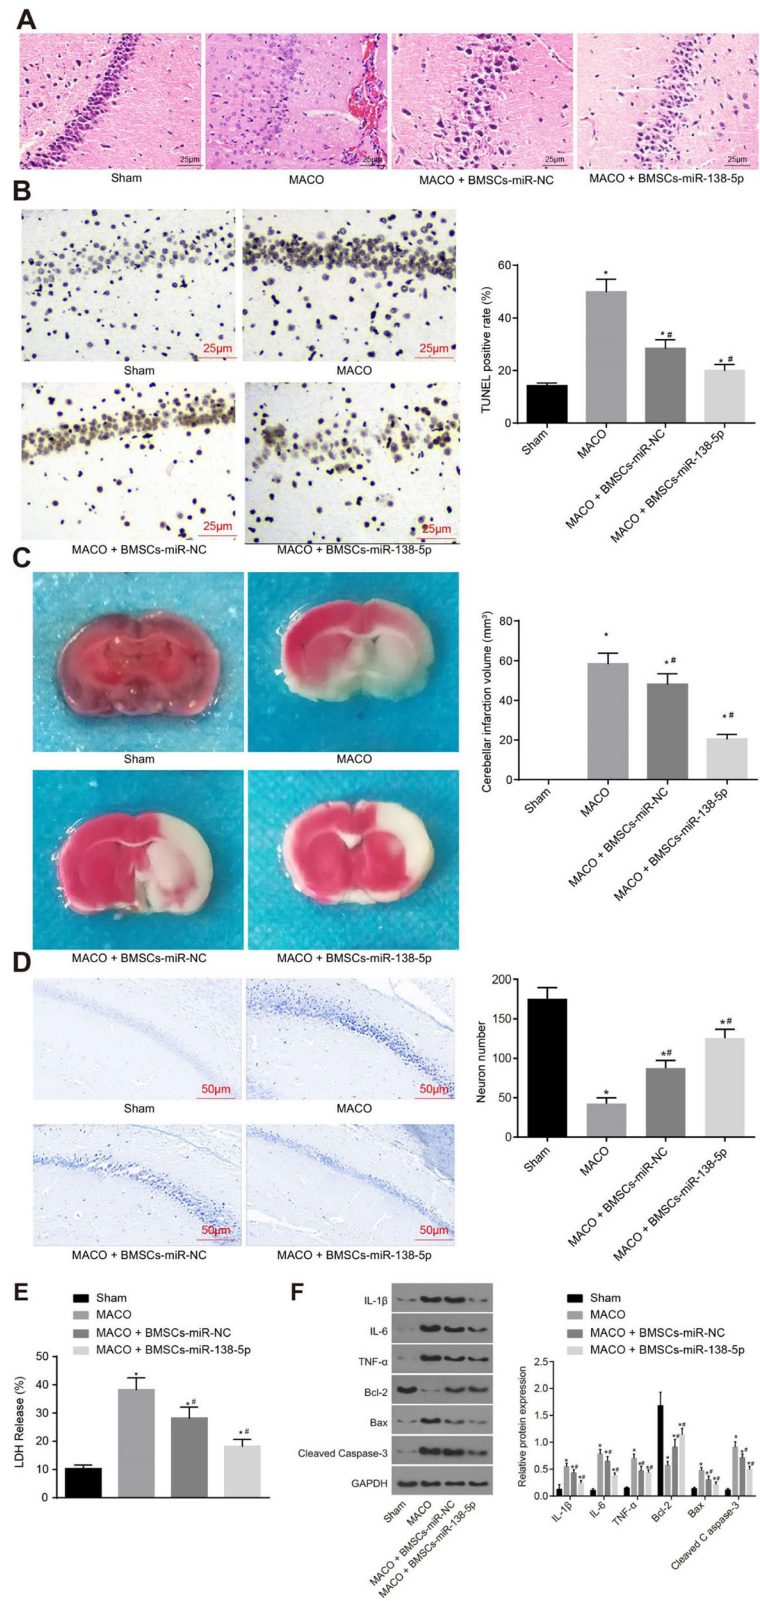 A
25μm
25μm
25μm
25μm
Sham
MACO
MACO + BMSCs-miR-NC
MACO + BMSCs-miR-138-5p
B
25μm
25μm
Sham
MACO
25μm
25μm
MACO + BMSCs-miR-NC
MACO + BMSCs-miR-138-5p
TUNEL positive rate (%)
60
40
20
0
*
* #
* #
Sham
MACO
MACO + BMSCs-miR-NC
MACO + BMSCs-miR-138-5p
C
Sham
MACO
MACO + BMSCs-miR-NC
MACO + BMSCs-miR-138-5p
Cerebellar infarction volume (mm³)
80
60
40
20
0
*
* #
* #
Sham
MACO
MACO + BMSCs-miR-NC
MACO + BMSCs-miR-138-5p
D
50μm
50μm
Sham
MACO
50μm
50μm
MACO + BMSCs-miR-NC
MACO + BMSCs-miR-138-5p
Neuron number
200
150
100
50
0
*
*#
*#
Sham
MACO
MACO + BMSCs-miR-NC
MACO + BMSCs-miR-138-5p
E
Sham
MACO
MACO + BMSCs-miR-NC
MACO + BMSCs-miR-138-5p
LDH Release (%)
50
40
30
20
10
0
*
* #
* #
F
IL-1β
IL-6
TNF-α
Bcl-2
Bax
Cleaved Caspase-3
GAPDH
Sham
MACO
MACO + BMSCs-miR-NC
MACO + BMSCs-miR-138-5p
Sham
MACO
MACO + BMSCs-miR-NC
MACO + BMSCs-miR-138-5p
Relative protein expression
2.5
2.0
1.5
1.0
0.5
0.0
* *# *#
* *# *#
* *# *#
* *# *#
* *# *#
* *# *#
IL-1β
IL-6
TNF-α
Bcl-2
Bax
Cleaved C aspase-3